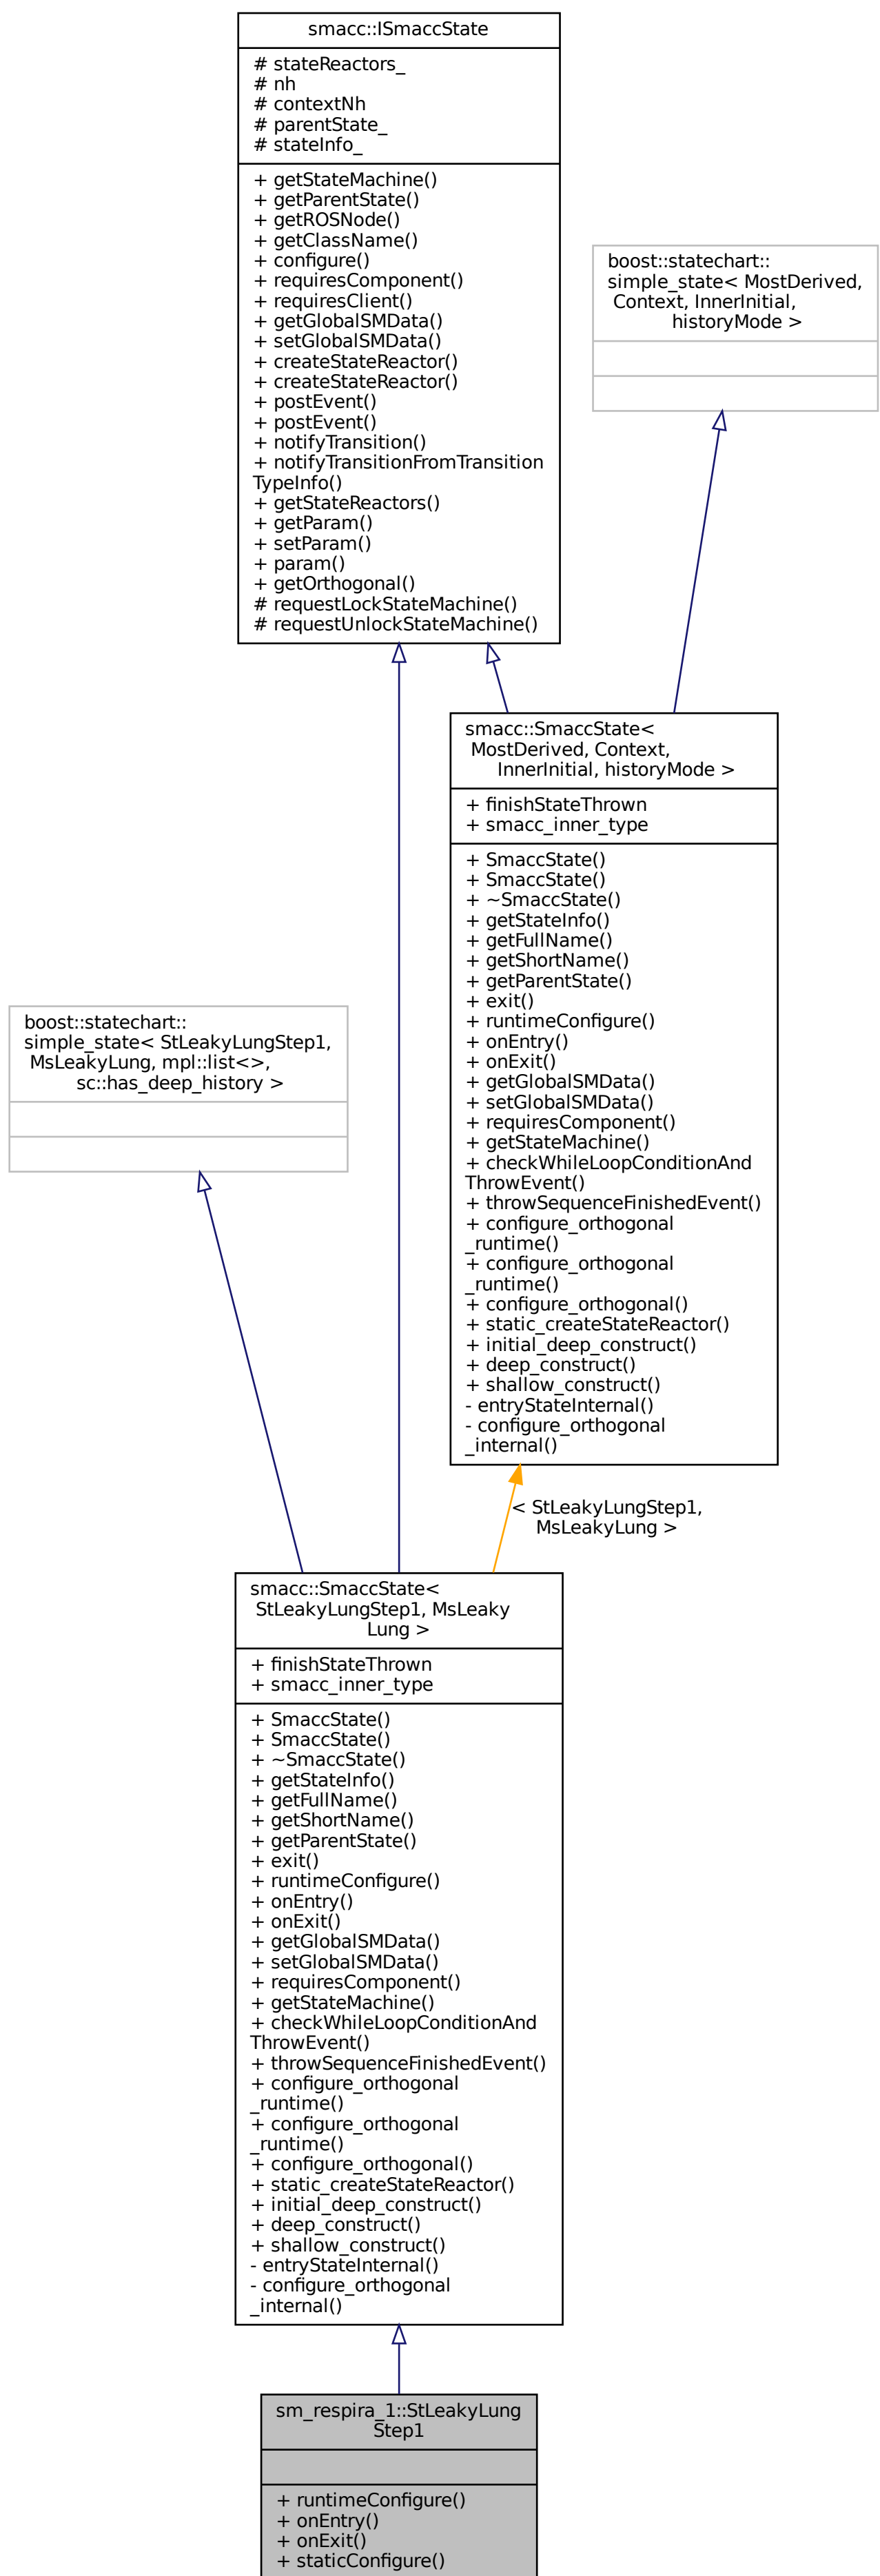 smacc::ISmaccState
# stateReactors_
# nh
# contextNh
# parentState_
# stateInfo_
+ getStateMachine()
+ getParentState()
+ getROSNode()
+ getClassName()
+ configure()
+ requiresComponent()
+ requiresClient()
+ getGlobalSMData()
+ setGlobalSMData()
+ createStateReactor()
+ createStateReactor()
+ postEvent()
+ postEvent()
+ notifyTransition()
+ notifyTransitionFromTransition
TypeInfo()
+ getStateReactors()
+ getParam()
+ setParam()
+ param()
+ getOrthogonal()
# requestLockStateMachine()
# requestUnlockStateMachine()
boost::statechart::
simple_state< MostDerived,
Context, InnerInitial,
historyMode >
smacc::SmaccState<
MostDerived, Context,
InnerInitial, historyMode >
+ finishStateThrown
+ smacc_inner_type
+ SmaccState()
+ SmaccState()
+ ~SmaccState()
+ getStateInfo()
+ getFullName()
+ getShortName()
+ getParentState()
+ exit()
+ runtimeConfigure()
+ onEntry()
+ onExit()
+ getGlobalSMData()
+ setGlobalSMData()
+ requiresComponent()
+ getStateMachine()
+ checkWhileLoopConditionAnd
ThrowEvent()
+ throwSequenceFinishedEvent()
+ configure_orthogonal
_runtime()
+ configure_orthogonal
_runtime()
+ configure_orthogonal()
+ static_createStateReactor()
+ initial_deep_construct()
+ deep_construct()
+ shallow_construct()
- entryStateInternal()
- configure_orthogonal
_internal()
boost::statechart::
simple_state< StLeakyLungStep1,
MsLeakyLung, mpl::list<>,
sc::has_deep_history >
< StLeakyLungStep1,
MsLeakyLung >
smacc::SmaccState<
StLeakyLungStep1, MsLeaky
Lung >
+ finishStateThrown
+ smacc_inner_type
+ SmaccState()
+ SmaccState()
+ ~SmaccState()
+ getStateInfo()
+ getFullName()
+ getShortName()
+ getParentState()
+ exit()
+ runtimeConfigure()
+ onEntry()
+ onExit()
+ getGlobalSMData()
+ setGlobalSMData()
+ requiresComponent()
+ getStateMachine()
+ checkWhileLoopConditionAnd
ThrowEvent()
+ throwSequenceFinishedEvent()
+ configure_orthogonal
_runtime()
+ configure_orthogonal
_runtime()
+ configure_orthogonal()
+ static_createStateReactor()
+ initial_deep_construct()
+ deep_construct()
+ shallow_construct()
- entryStateInternal()
- configure_orthogonal
_internal()
sm_respira_1::StLeakyLung
Step1
+ runtimeConfigure()
+ onEntry()
+ onExit()
+ staticConfigure()